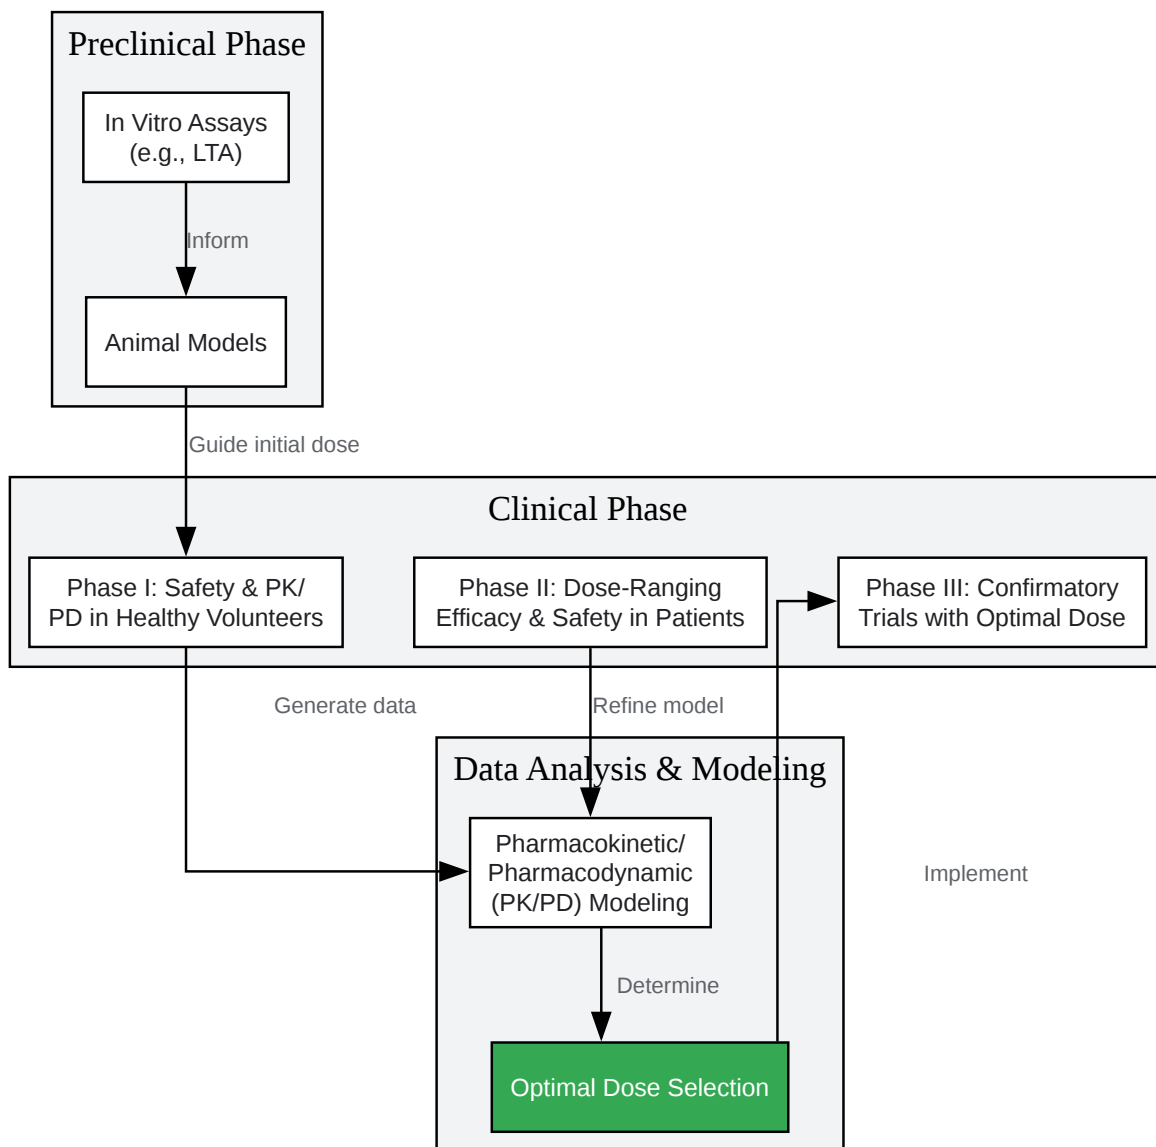 Preclinical Phase
In Vitro Assays
(e.g., LTA)
Inform
Animal Models
Guide initial dose
Clinical Phase
Phase I: Safety & PK/
PD in Healthy Volunteers
Phase II: Dose-Ranging
Efficacy & Safety in Patients
Phase III: Confirmatory
Trials with Optimal Dose
Generate data
Refine model
Data Analysis & Modeling
Pharmacokinetic/
Pharmacodynamic
(PK/PD) Modeling
Implement
Determine
Optimal Dose Selection